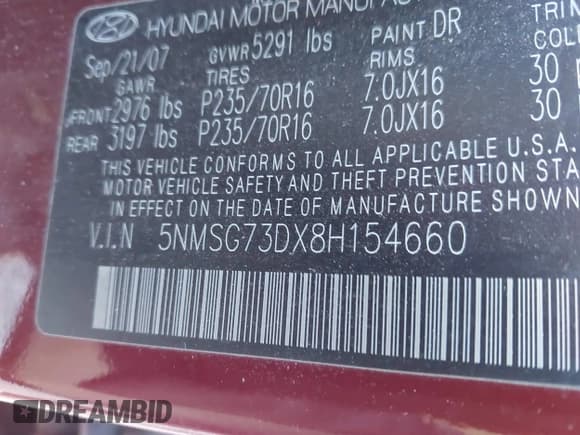 HYUNDAI MOTOR
Sep/21/07 GVWR 5291 lbs PAINT DR TRIM
GAWR TIRES RIMS COLD
FRONT 2976 lbs P235/70R16 7.0JX16 30
REAR 3197 lbs P235/70R16 7.0JX16 30
THIS VEHICLE CONFORMS TO ALL APPLICABLE U.S.A.
MOTOR VEHICLE SAFETY AND THEFT PREVENTION STA
IN EFFECT ON THE DATE OF MANUFACTURE SHOWN
V.I.N 5NMSG73DX8H154660
DREAMBID